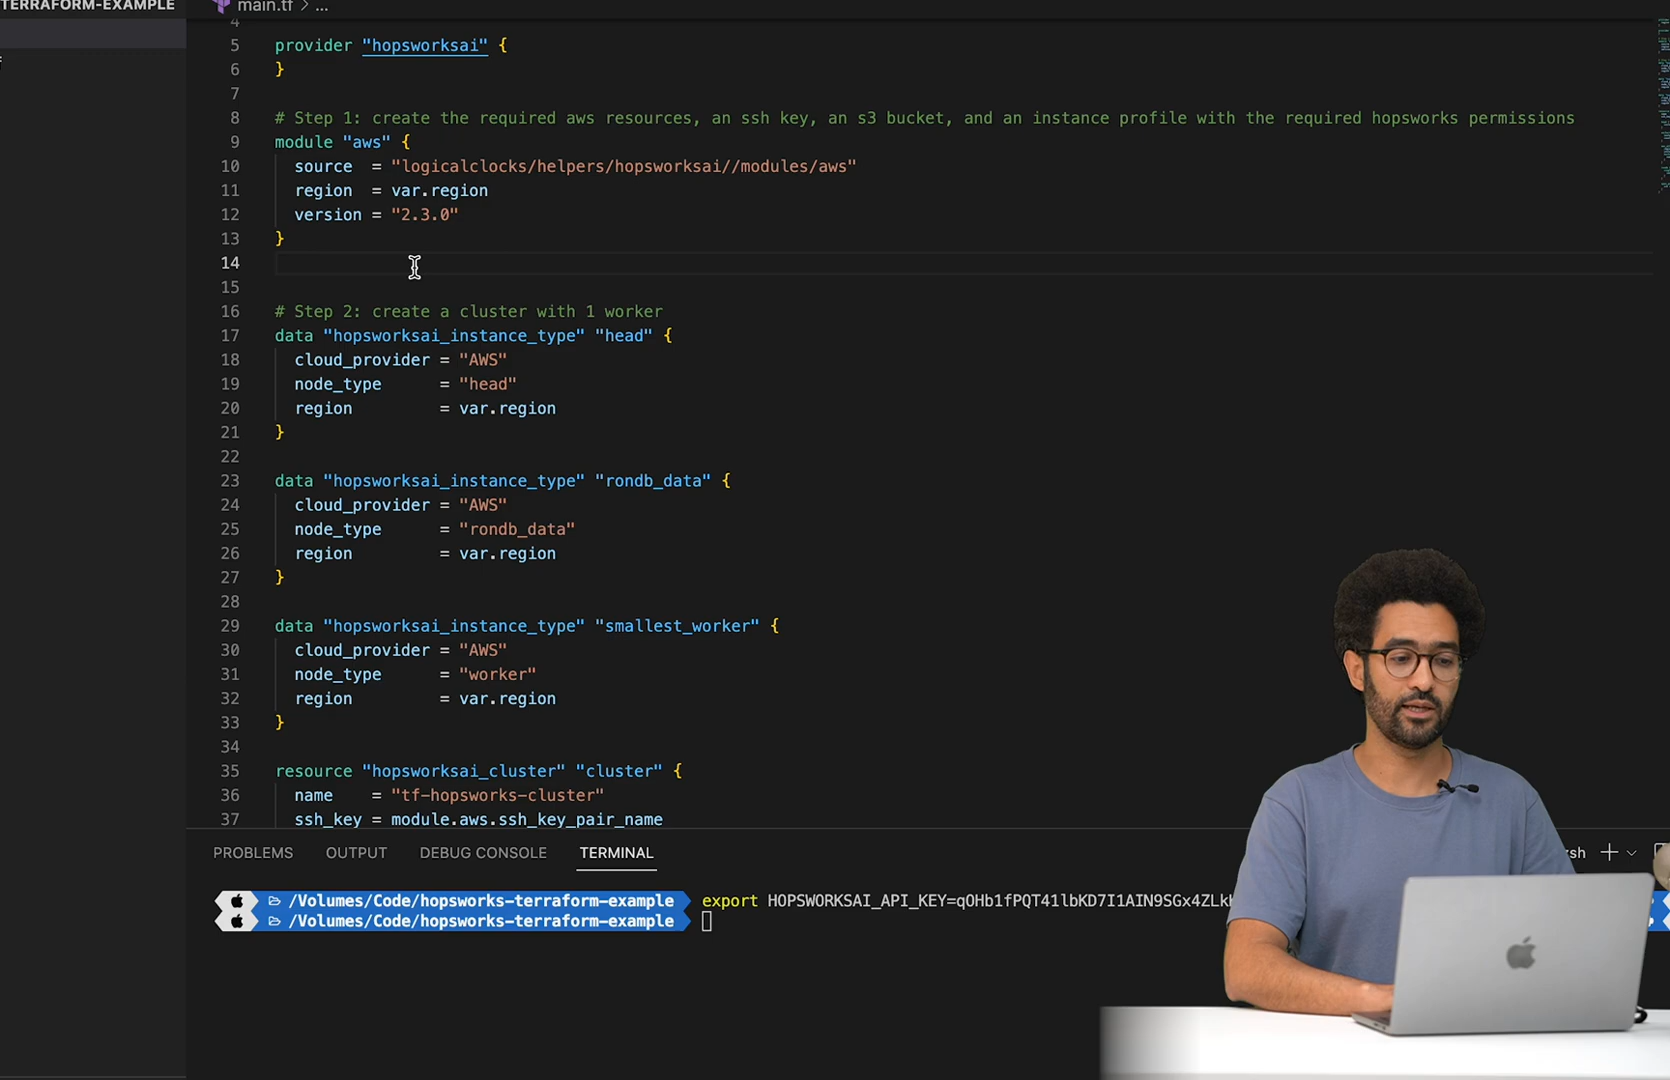 TERRAFORM-EXAMPLE
main.tf > ...
4
5 provider "hopsworksai" {
6 }
7
8 # Step 1: create the required aws resources, an ssh key, an s3 bucket, and an instance profile with the required hopsworks permissions
9 module "aws" {
10 source = "logicalclocks/helpers/hopsworksai//modules/aws"
11 region = var.region
12 version = "2.3.0"
13 }
14
15
16 # Step 2: create a cluster with 1 worker
17 data "hopsworksai_instance_type" "head" {
18 cloud_provider = "AWS"
19 node_type = "head"
20 region = var.region
21 }
22
23 data "hopsworksai_instance_type" "rondb_data" {
24 cloud_provider = "AWS"
25 node_type = "rondb_data"
26 region = var.region
27 }
28
29 data "hopsworksai_instance_type" "smallest_worker" {
30 cloud_provider = "AWS"
31 node_type = "worker"
32 region = var.region
33 }
34
35 resource "hopsworksai_cluster" "cluster" {
36 name = "tf-hopsworks-cluster"
37 ssh_key = module.aws.ssh_key_pair_name
PROBLEMS OUTPUT DEBUG CONSOLE TERMINAL
/Volumes/Code/hopsworks-terraform-example export HOPSWORKSAI_API_KEY=qOHb1fPQT41lbKD7I1AIN9SGx4ZLk
/Volumes/Code/hopsworks-terraform-example